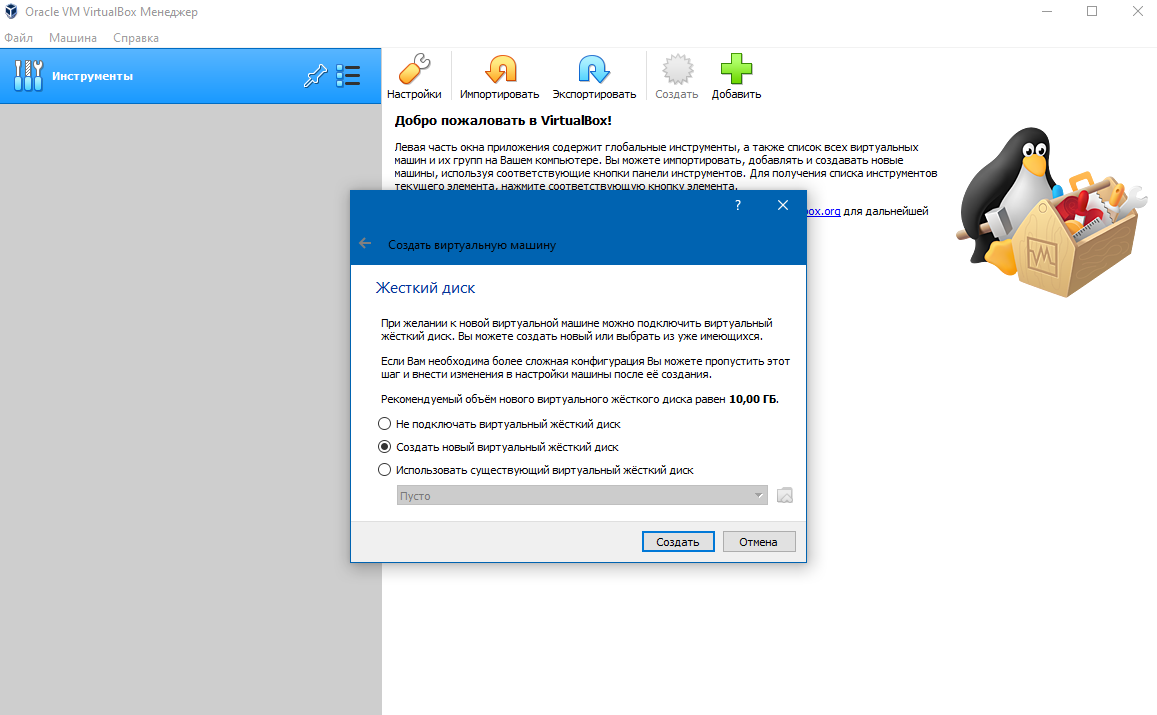 Oracle VM VirtualBox Менеджер
Файл Машина Справка
Инструменты
Настройки Импортировать Экспортировать Создать Добавить
Добро пожаловать в VirtualBox!
Левая часть окна приложения содержит глобальные инструменты, а также список всех виртуальных
машин и их групп на Вашем компьютере. Вы можете импортировать, добавлять и создавать новые
машины, используя соответствующие кнопки панели инструментов. Для получения списка инструментов
текущего элемента, нажмите соответствующую кнопку элемента.
box.org для дальнейшей
?
Создать виртуальную машину
Жесткий диск
При желании к новой виртуальной машине можно подключить виртуальный
жёсткий диск. Вы можете создать новый или выбрать из уже имеющихся.
Если Вам необходима более сложная конфигурация Вы можете пропустить этот
шаг и внести изменения в настройки машины после её создания.
Рекомендуемый объём нового виртуального жёсткого диска равен 10,00 ГБ.
Не подключать виртуальный жёсткий диск
Создать новый виртуальный жёсткий диск
Использовать существующий виртуальный жёсткий диск
Пусто
Создать Отмена